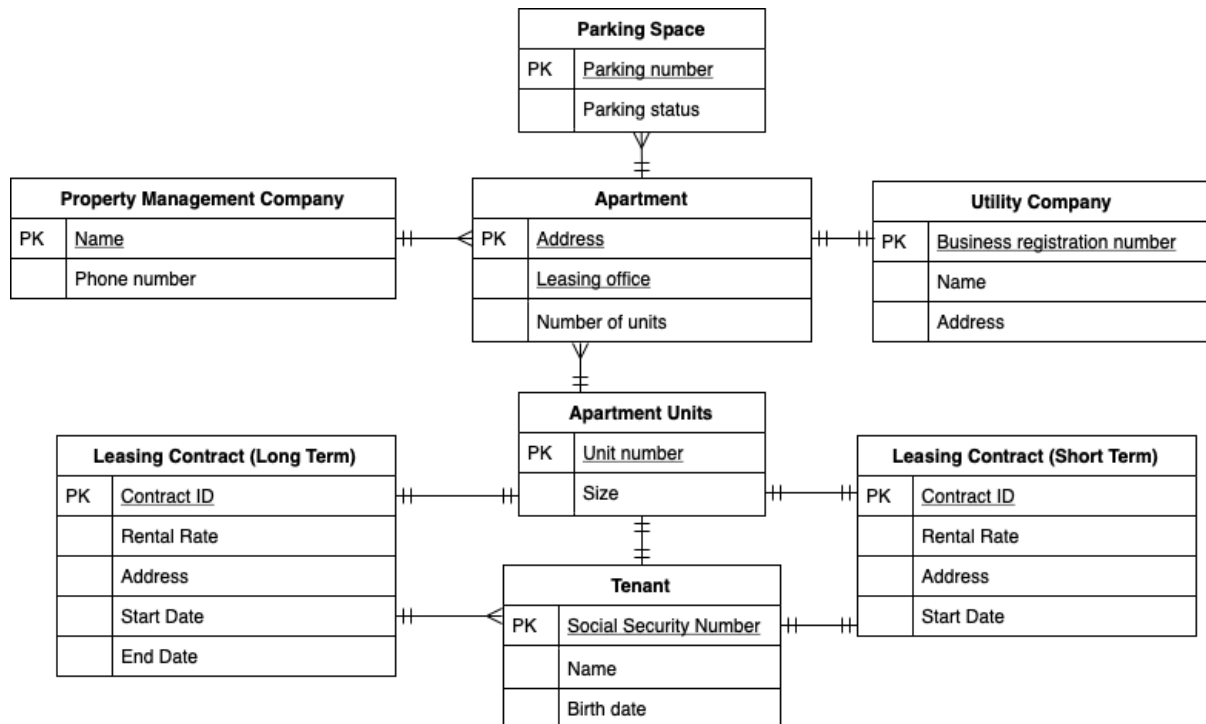 Parking Space
PK Parking number
Parking status
Property Management Company
PK Name
Phone number
Apartment
PK Address
Leasing office
Number of units
Utility Company
PK Business registration number
Name
Address
Apartment Units
PK Unit number
Size
Leasing Contract (Long Term)
PK Contract ID
Rental Rate
Address
Start Date
End Date
Leasing Contract (Short Term)
PK Contract ID
Rental Rate
Address
Start Date
Tenant
PK Social Security Number
Name
Birth date